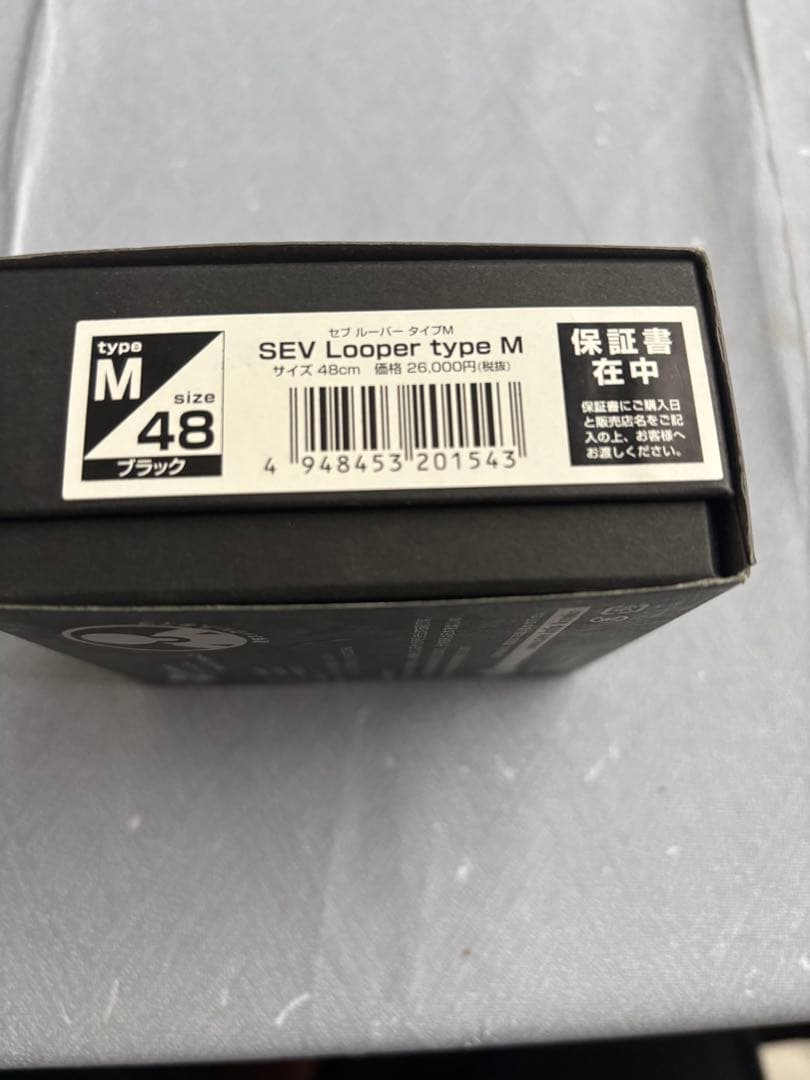 type
M
size
48
ブラック
セブ ルーパー タイプM
SEV Looper type M
サイズ 48cm 価格 26,000円(税抜)
4 948453 201543
保証書
在中
保証書にご購入日
と販売店名をご記
入の上、お客様へ
お渡しください。